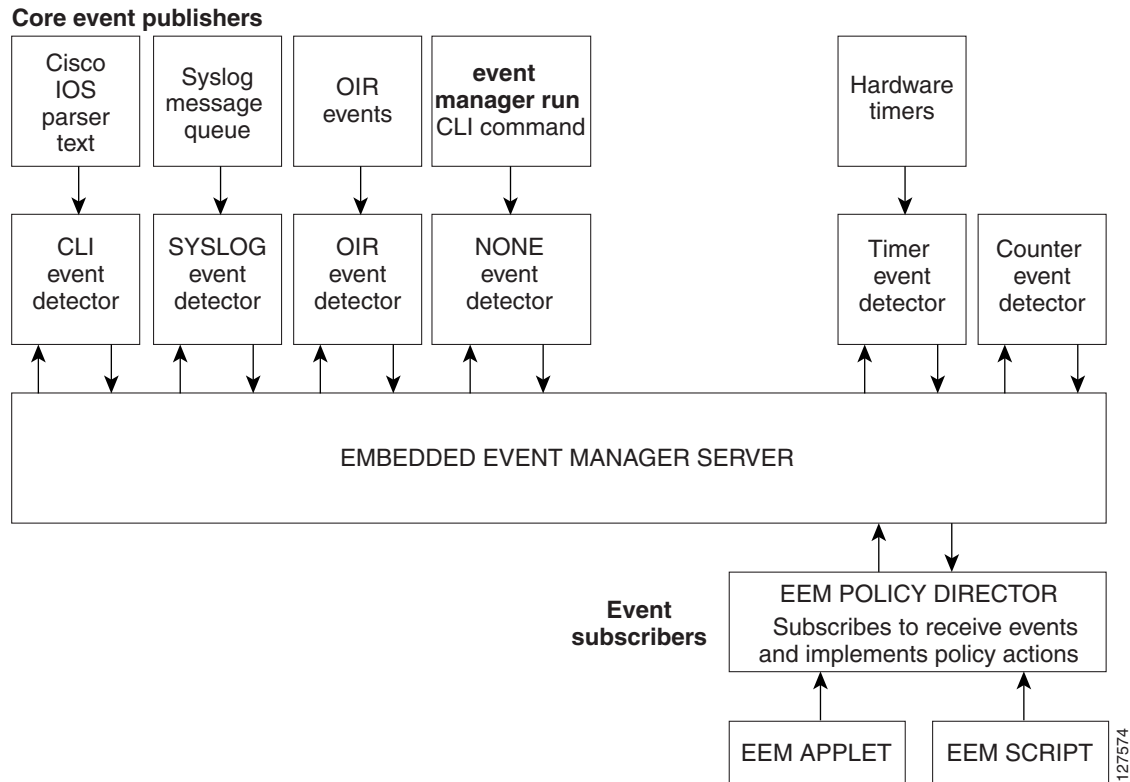 Core event publishers
Cisco
IOS
parser
text
Syslog
message
queue
OIR
events
event
manager run
CLI command
Hardware
timers
CLI
event
detector
SYSLOG
event
detector
OIR
event
detector
NONE
event
detector
Timer
event
detector
Counter
event
detector
EMBEDDED EVENT MANAGER SERVER
Event
subscribers
EEM POLICY DIRECTOR
Subscribes to receive events
and implements policy actions
EEM APPLET
EEM SCRIPT
127574